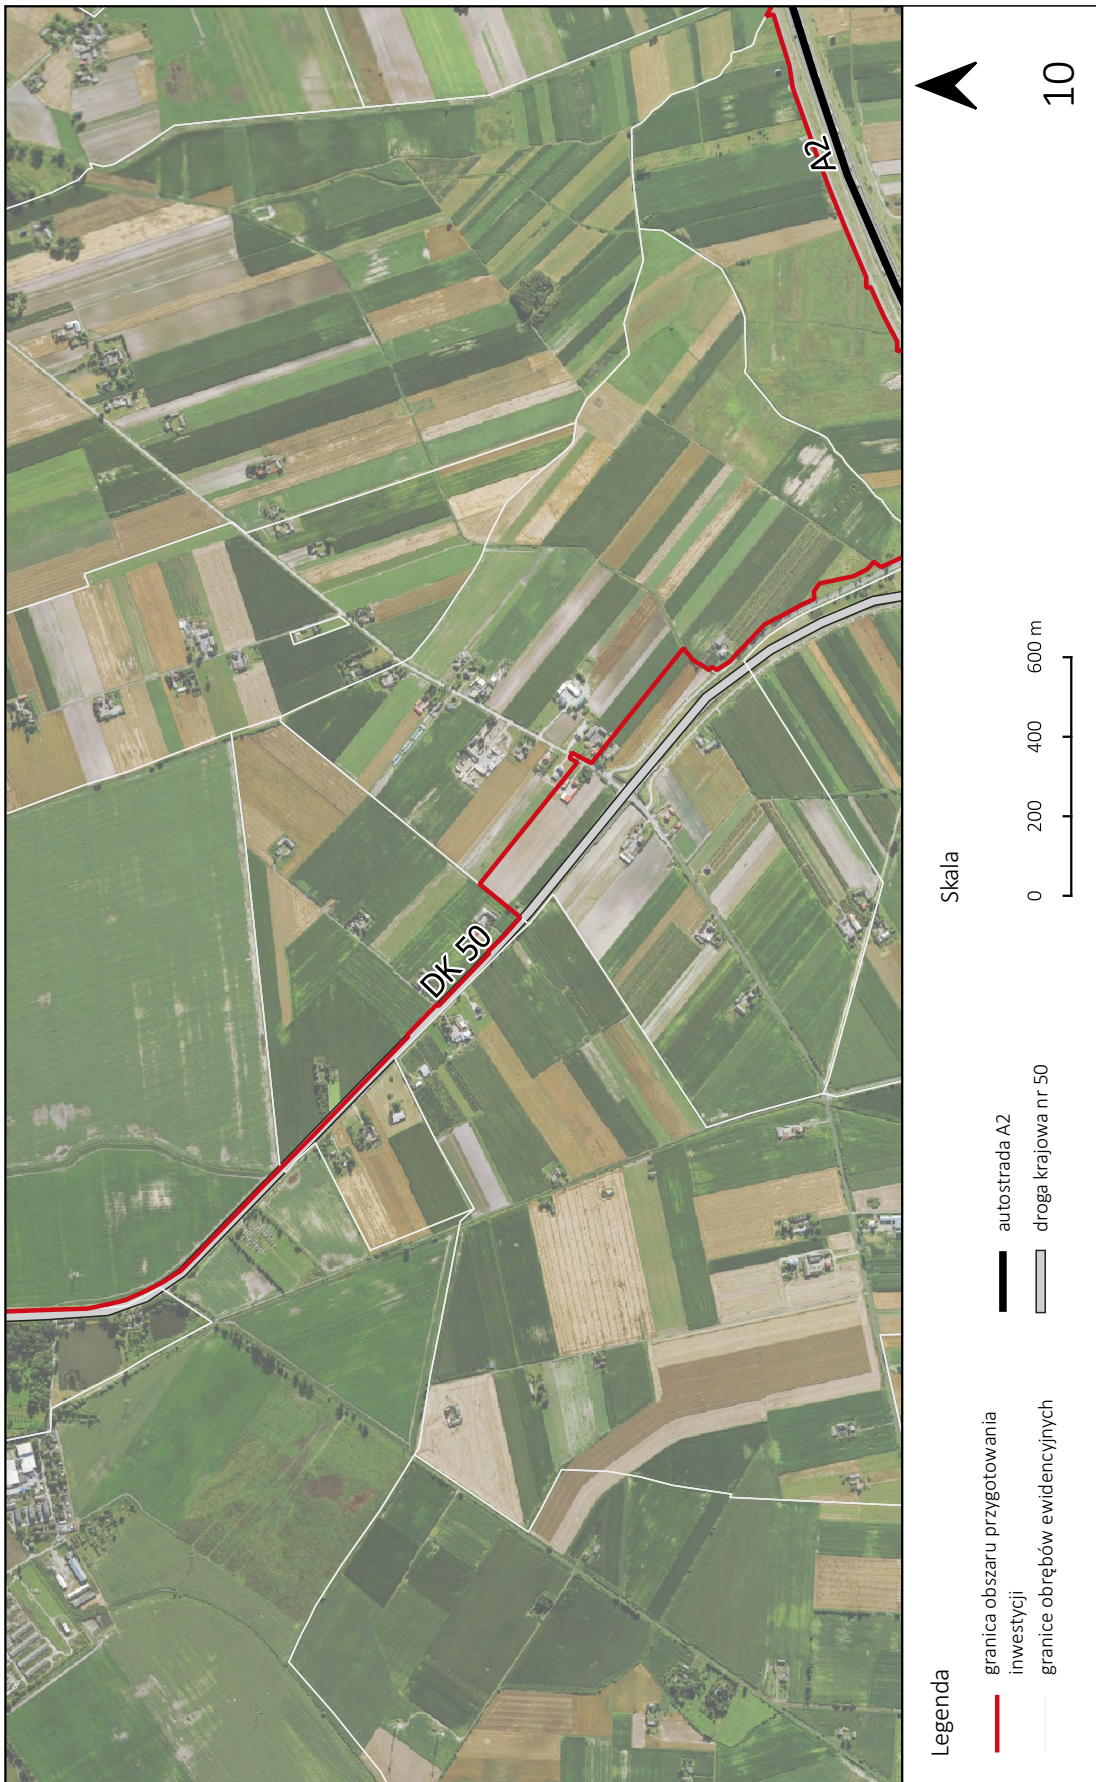 DK 50
A2
Legenda
granica obszaru przygotowania
inwestycji
granice obrębów ewidencyjnych
autostrada A2
droga krajowa nr 50
Skala
0 200 400 600 m
10